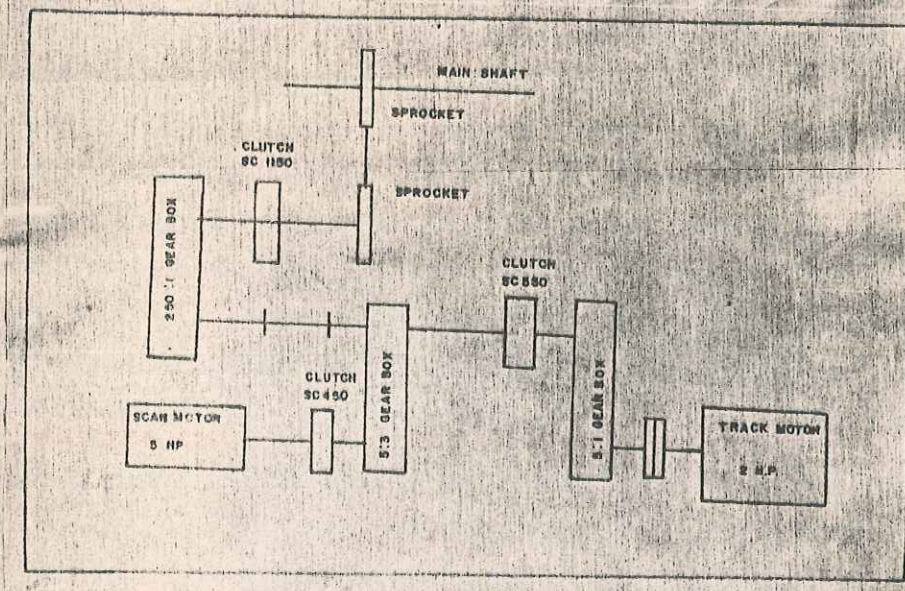 MAIN SHAFT
SPROCKET
CLUTCH
SC 1150
SPROCKET
250:1 GEAR BOX
CLUTCH
SC 550
CLUTCH
SC 450
5:3 GEAR BOX
SCAN MOTOR
5 HP
5:1 GEAR BOX
TRACK MOTOR
2 H.P.